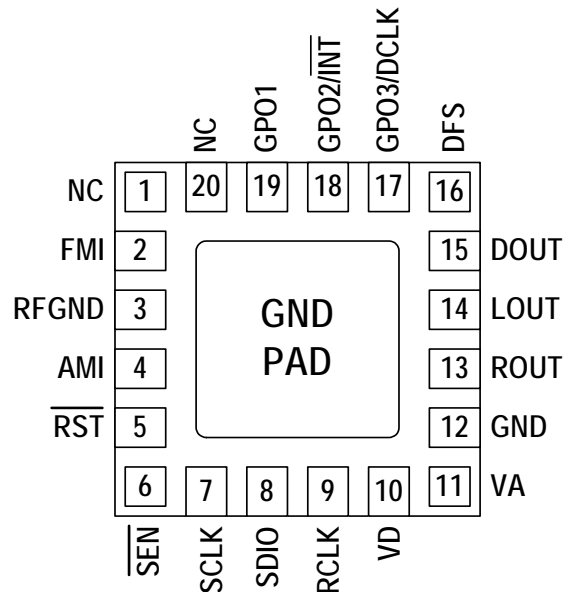 NC
GPO1
GPO2/INT
GPO3/DCLK
DFS
NC 1 20 19 18 17 16
FMI 2 15 DOUT
RFGND 3 GND 14 LOUT
AMI 4 PAD 13 ROUT
RST 5 12 GND
6 7 8 9 10 11 VA
SEN
SCLK
SDIO
RCLK
VD